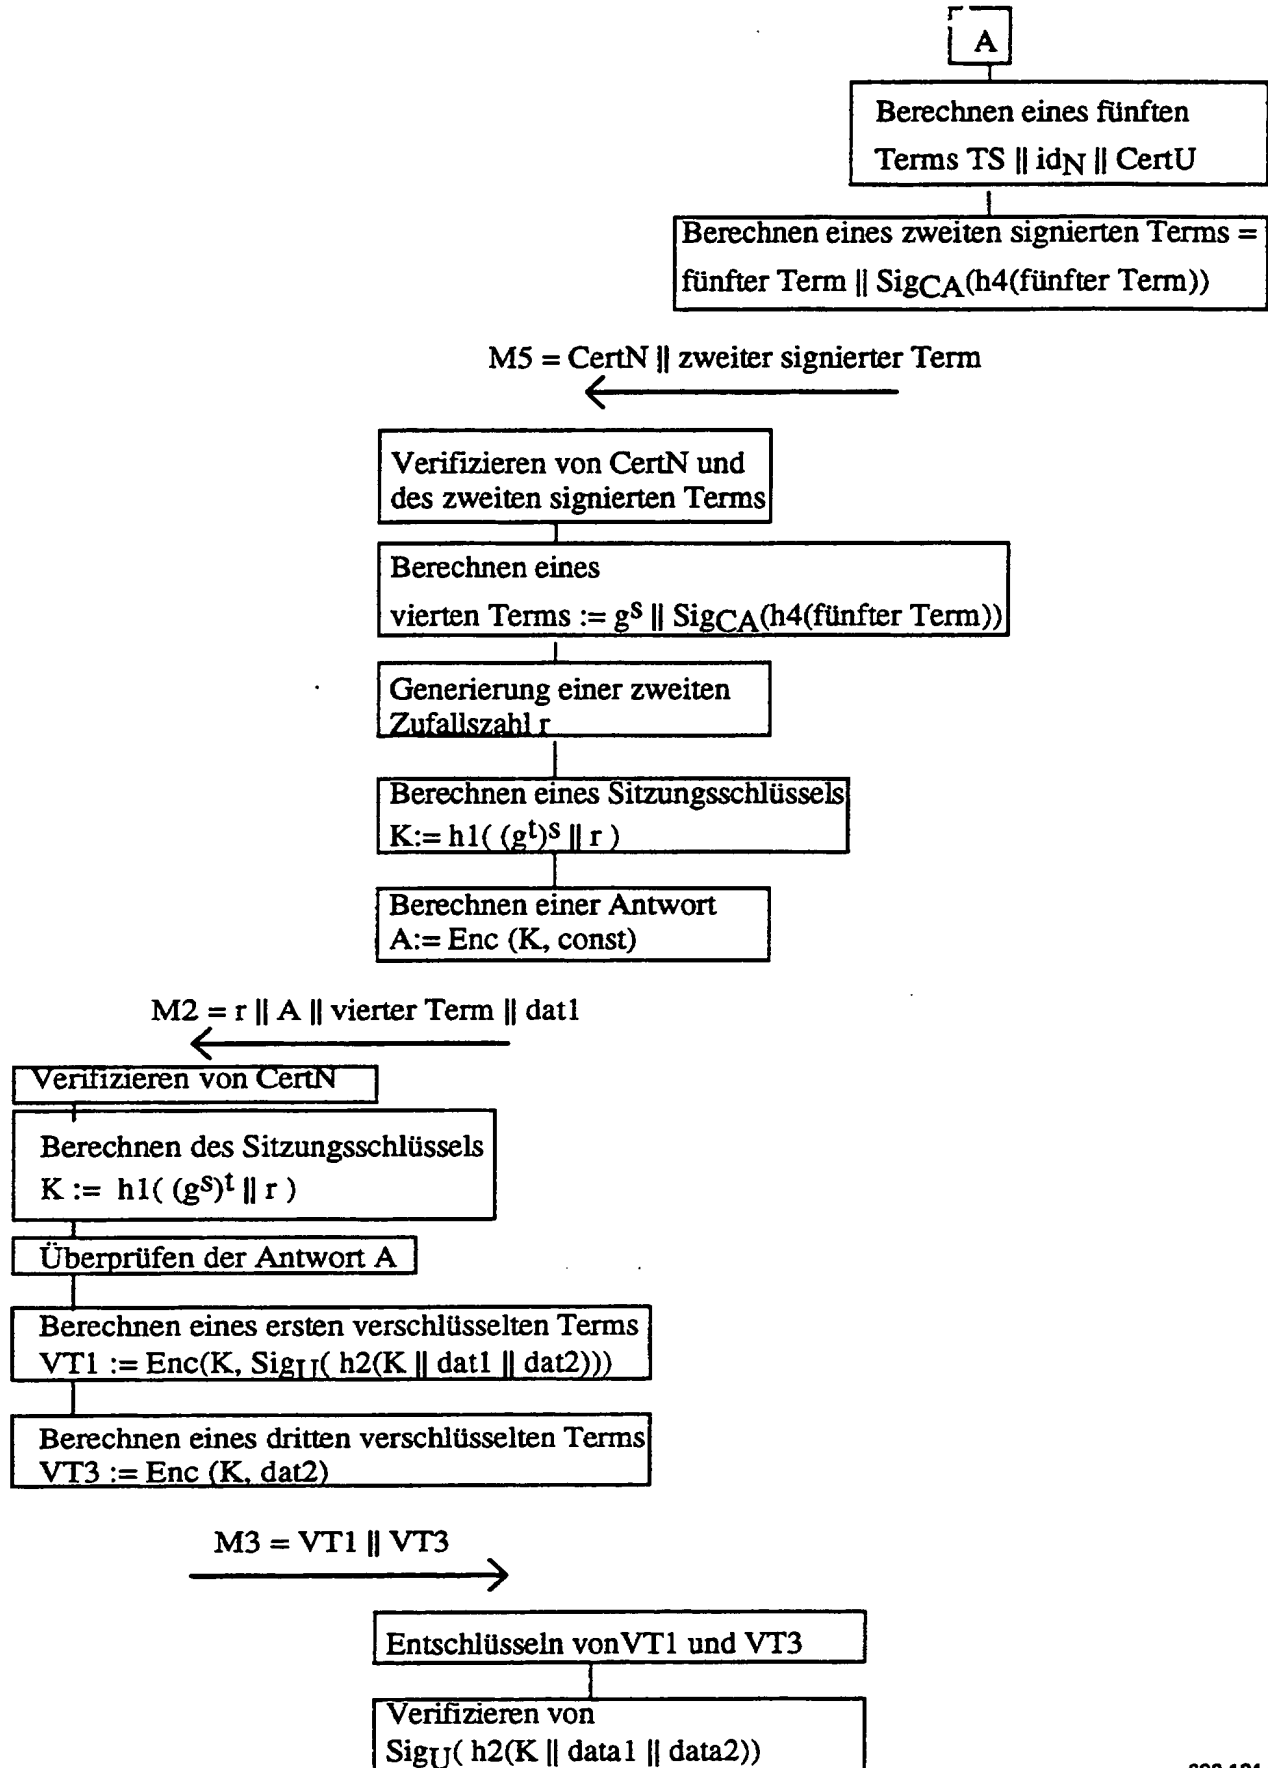 A
Berechnen eines fünften
Terms TS || idN || CertU
Berechnen eines zweiten signierten Terms =
fünfter Term || SigCA(h4(fünfter Term))
M5 = CertN || zweiter signierter Term
Verifizieren von CertN und
des zweiten signierten Terms
Berechnen eines
vierten Terms := g^s || SigCA(h4(fünfter Term))
Generierung einer zweiten
Zufallszahl r
Berechnen eines Sitzungsschlüssels
K:= h1( (g^t)^s || r )
Berechnen einer Antwort
A:= Enc (K, const)
M2 = r || A || vierter Term || dat1
Verifizieren von CertN
Berechnen des Sitzungsschlüssels
K := h1( (g^s)^t || r )
Überprüfen der Antwort A
Berechnen eines ersten verschlüsselten Terms
VT1 := Enc(K, SigU( h2(K || dat1 || dat2)))
Berechnen eines dritten verschlüsselten Terms
VT3 := Enc (K, dat2)
M3 = VT1 || VT3
Entschlüsseln vonVT1 und VT3
Verifizieren von
SigU( h2(K || data1 || data2))